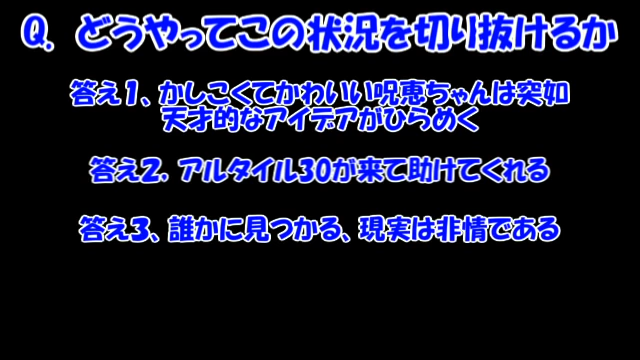 Q. どうやってこの状況を切り抜けるか
答え1、かしこくてかわいい呪恵ちゃんは突如
天才的なアイデアがひらめく
答え2. アルタイル30が来て助けてくれる
答え3、誰かに見つかる、現実は非情である